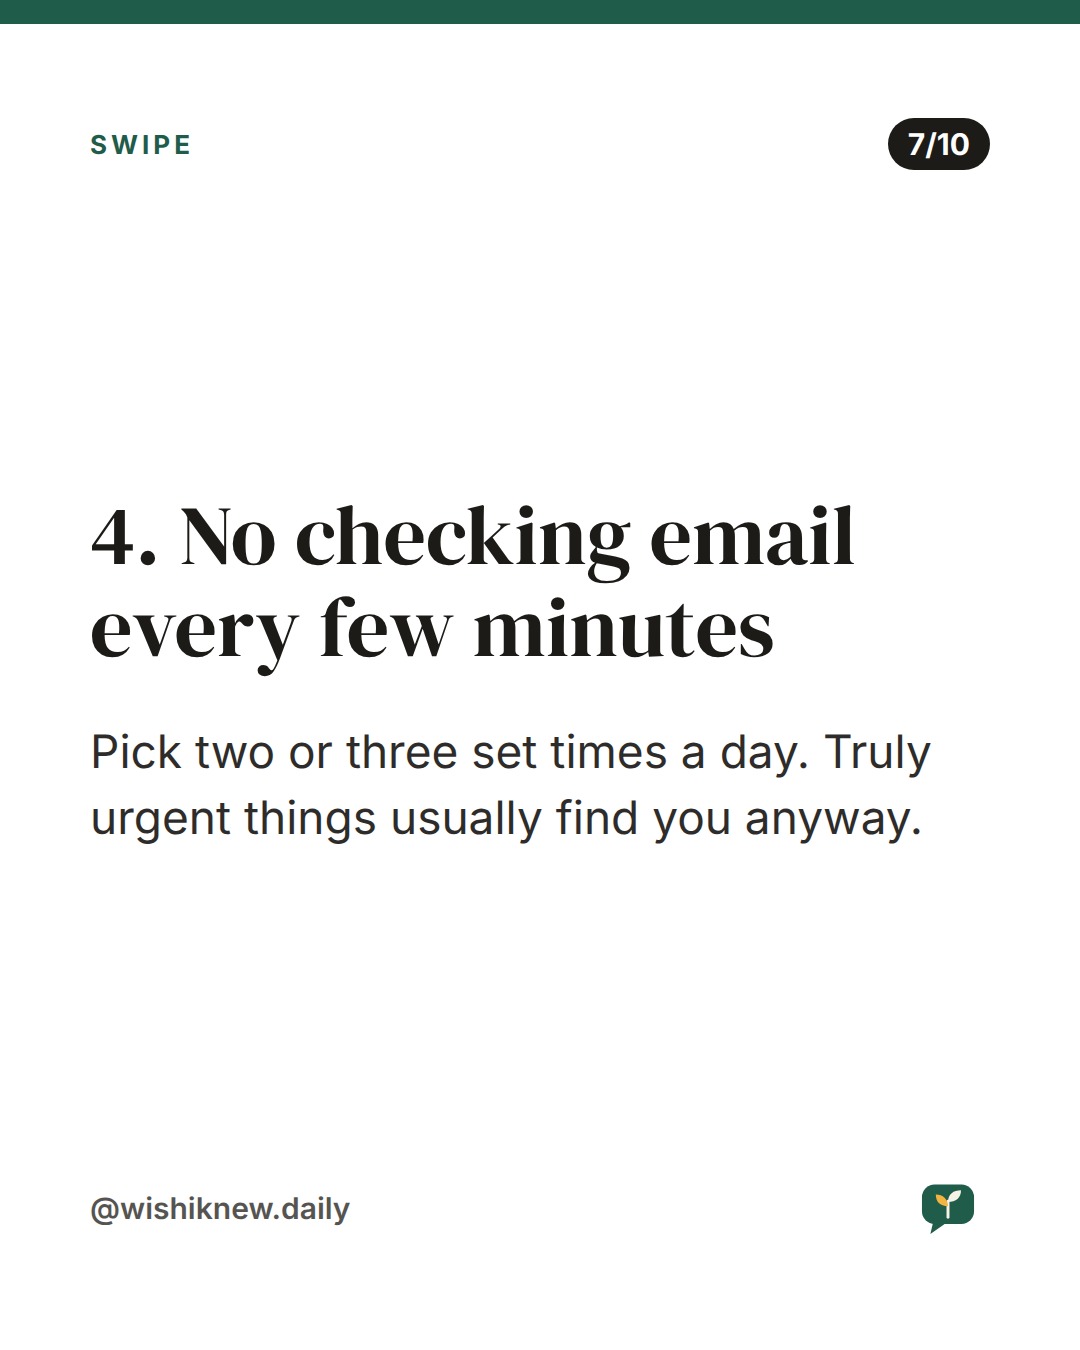 SWIPE
7/10
4. No checking email
every few minutes
Pick two or three set times a day. Truly
urgent things usually find you anyway.
@wishiknew.daily